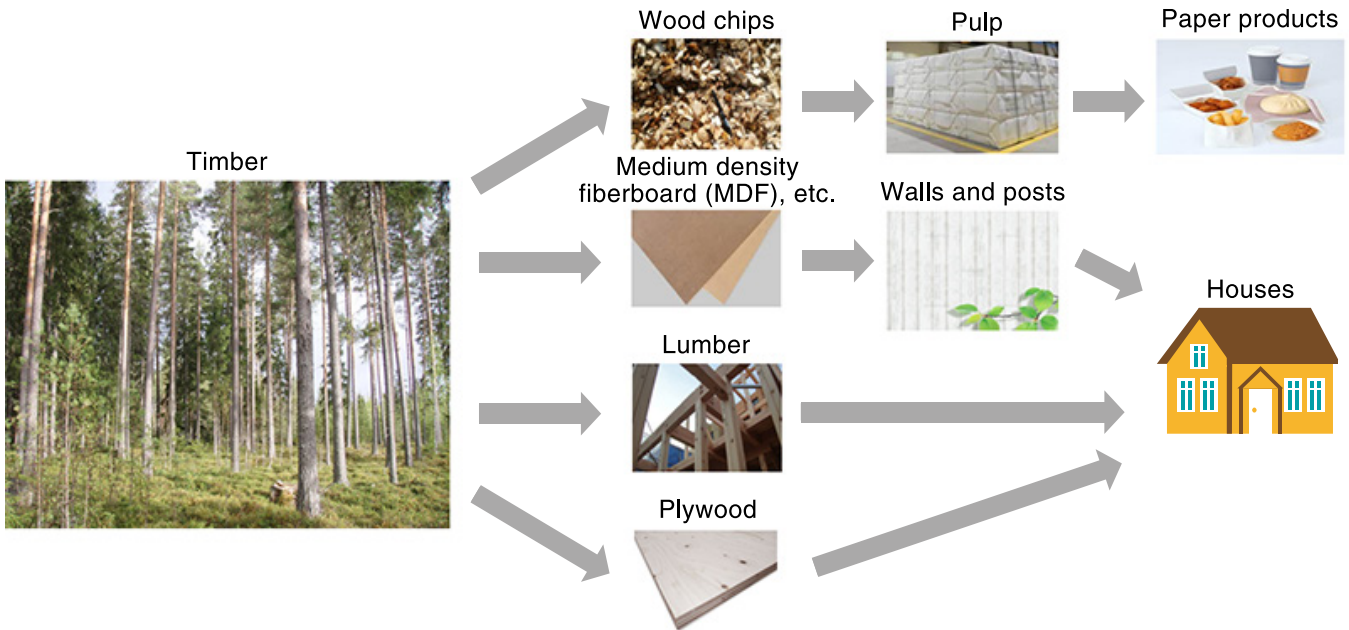 Timber
Wood chips
Pulp
Paper products
Medium density
fiberboard (MDF), etc.
Walls and posts
Lumber
Plywood
Houses